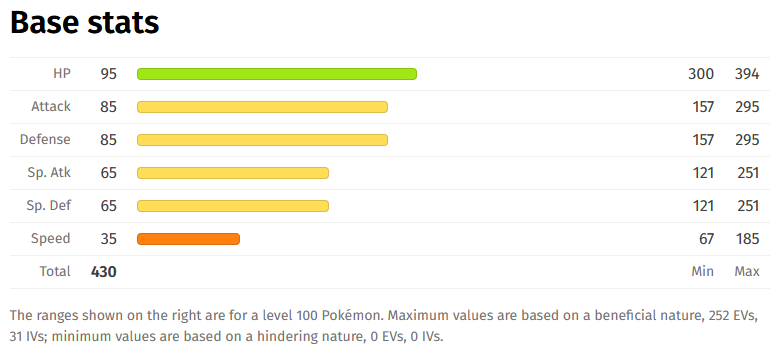 Base stats
HP 95 300 394
Attack 85 157 295
Defense 85 157 295
Sp. Atk 65 121 251
Sp. Def 65 121 251
Speed 35 67 185
Total 430 Min Max
The ranges shown on the right are for a level 100 Pokémon. Maximum values are based on a beneficial nature, 252 EVs,
31 IVs; minimum values are based on a hindering nature, 0 EVs, 0 IVs.